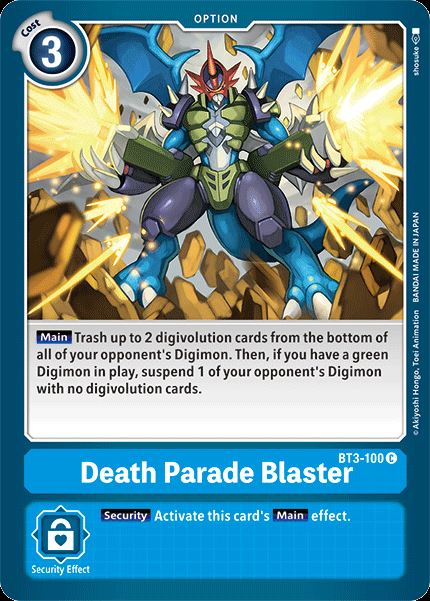 OPTION
Cost
3
shosuke
Main Trash up to 2 digivolution cards from the bottom of
all of your opponent's Digimon. Then, if you have a green
Digimon in play, suspend 1 of your opponent's Digimon
with no digivolution cards.
© Akiyoshi Hongo, Toei Animation BANDAI MADE IN JAPAN
BT3-100 C
Death Parade Blaster
Security Activate this card's Main effect.
Security Effect